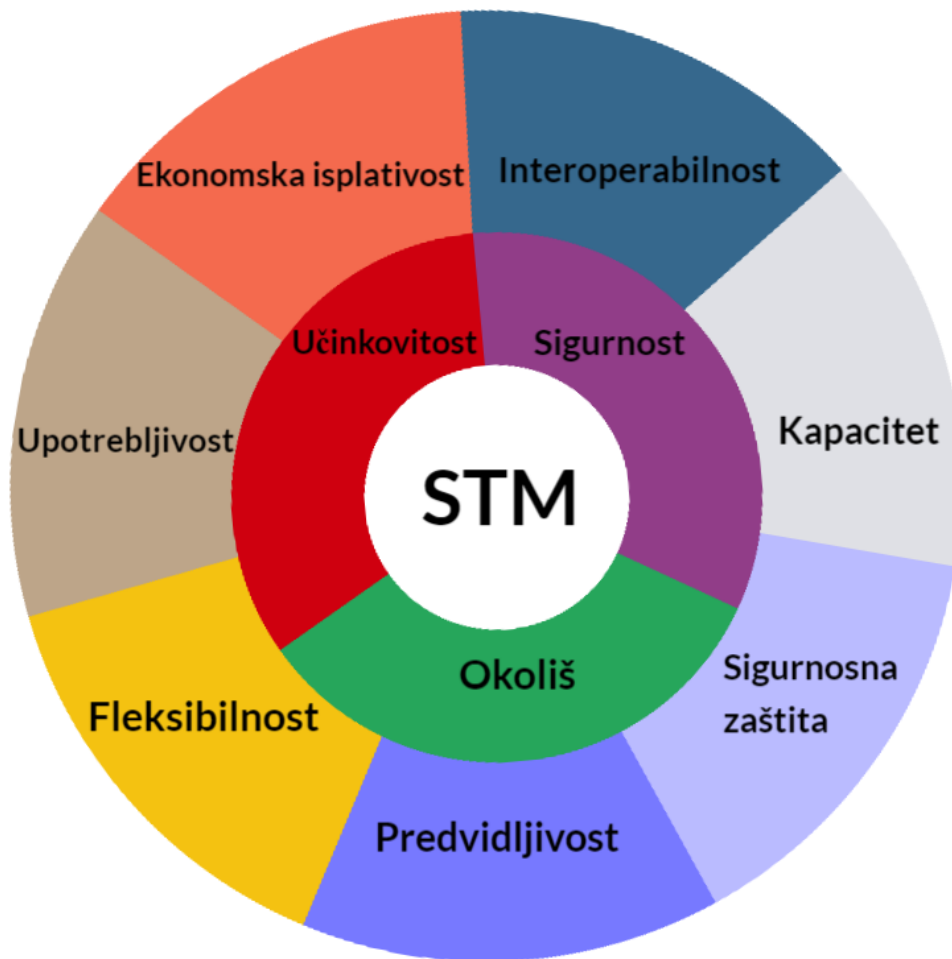 Ekonomska isplativost
Interoperabilnost
Učinkovitost
Sigurnost
Upotrebljivost
Kapacitet
STM
Okoliš
Sigurnosna
zaštita
Fleksibilnost
Predvidljivost